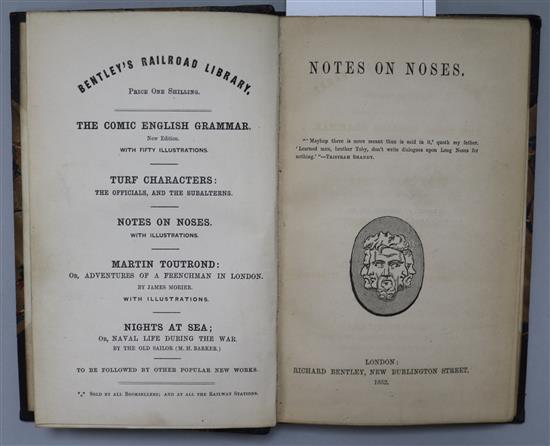 BENTLEY'S RAILROAD LIBRARY.
PRICE ONE SHILLING.
THE COMIC ENGLISH GRAMMAR.
New Edition.
WITH FIFTY ILLUSTRATIONS.
TURF CHARACTERS:
THE OFFICIALS, AND THE SUBALTERNS.
NOTES ON NOSES.
WITH ILLUSTRATIONS.
MARTIN TOUTROND:
OR, ADVENTURES OF A FRENCHMAN IN LONDON.
BY JAMES MORIER.
WITH ILLUSTRATIONS.
NIGHTS AT SEA;
OR, NAVAL LIFE DURING THE WAR.
BY THE OLD SAILOR (M. H. BARKER.)
TO BE FOLLOWED BY OTHER POPULAR NEW WORKS.
*** SOLD BY ALL BOOKSELLERS; AND AT ALL THE RAILWAY STATIONS.
NOTES ON NOSES.
"'Mayhap there is more meant than is said in it,' quoth my father.
'Learned men, brother Toby, don't write dialogues upon Long Noses for
nothing.'"—TRISTRAM SHANDY.
LONDON:
RICHARD BENTLEY, NEW BURLINGTON STREET.
1852.